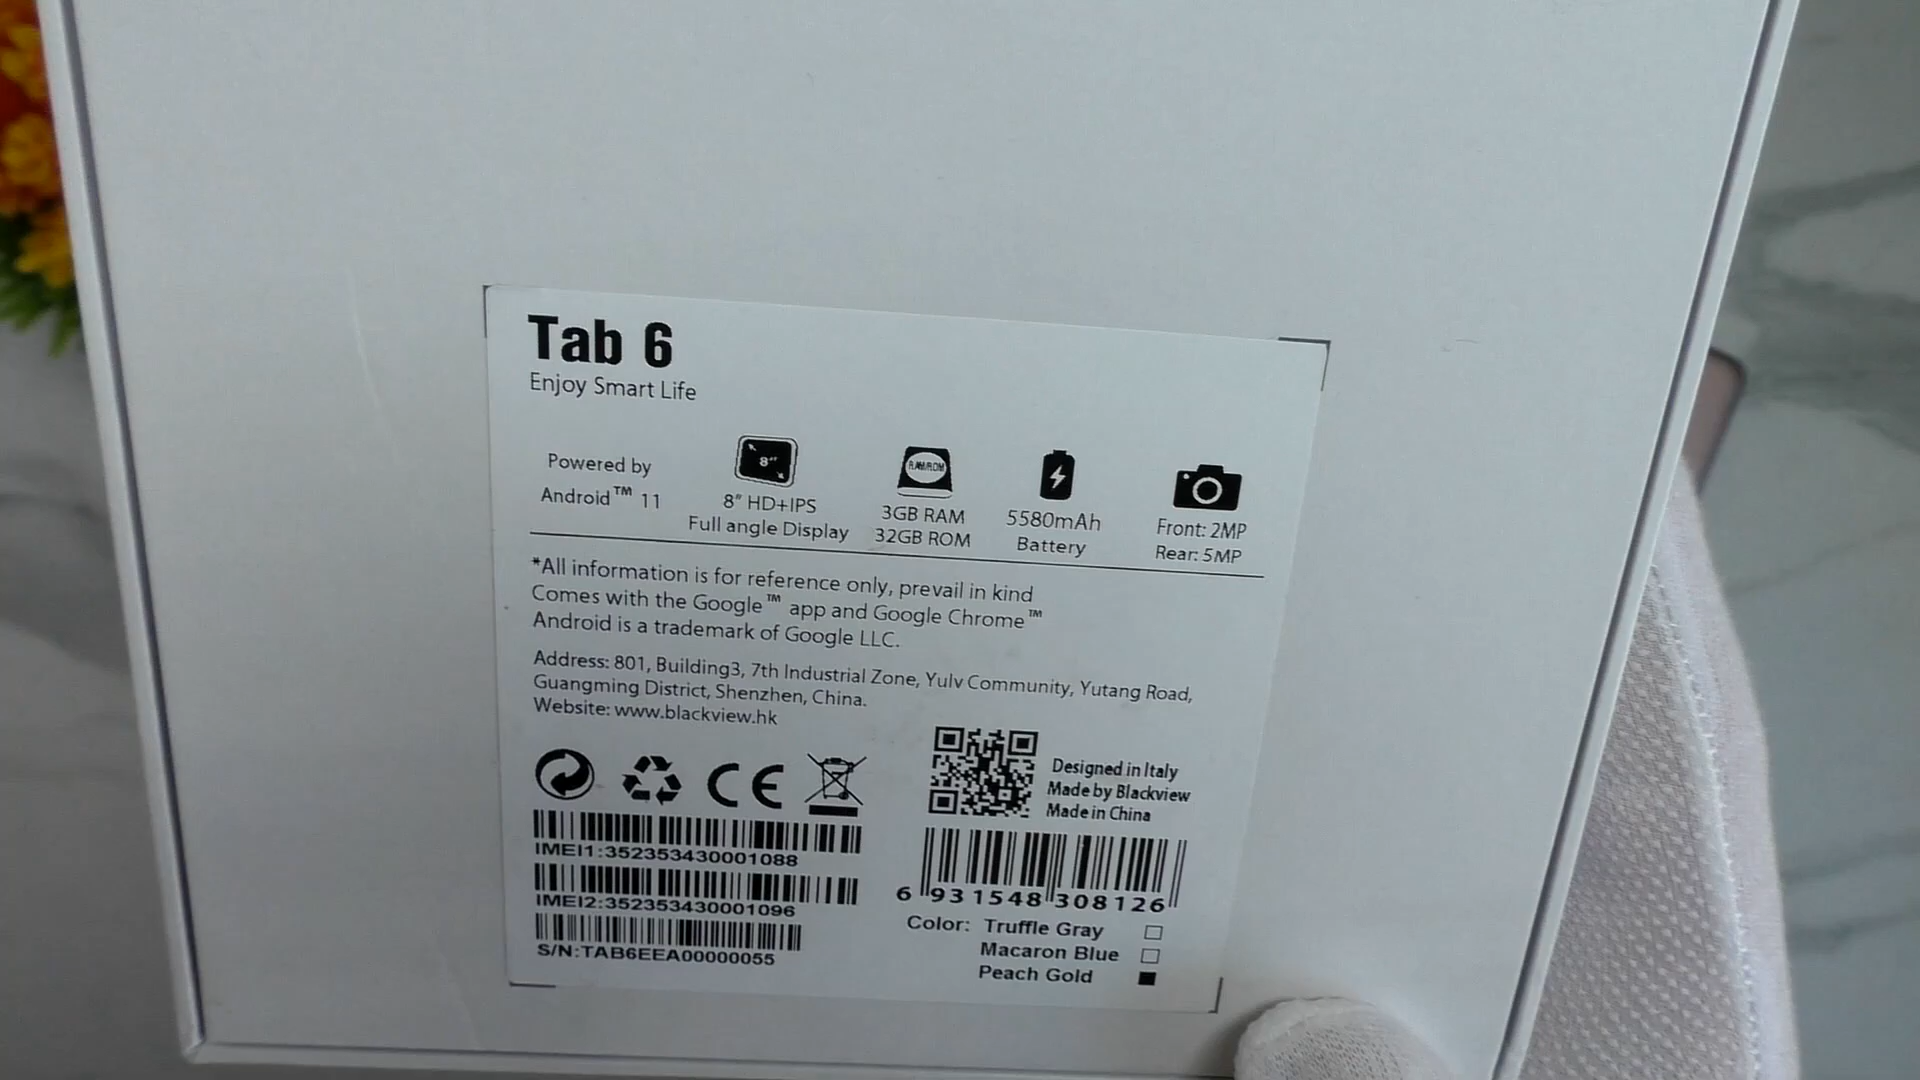 Tab 6
Enjoy Smart Life
Powered by
Android™ 11
8"
8" HD+IPS
Full angle Display
RAM/ROM
3GB RAM
32GB ROM
5580mAh
Battery
Front: 2MP
Rear: 5MP
*All information is for reference only, prevail in kind
Comes with the Google™ app and Google Chrome™
Android is a trademark of Google LLC.
Address: 801, Building3, 7th Industrial Zone, Yulv Community, Yutang Road,
Guangming District, Shenzhen, China.
Website: www.blackview.hk
CE
Designed in Italy
Made by Blackview
Made in China
IMEI1:352353430001088
IMEI2:352353430001096
S/N:TAB6EEA00000055
6 931548 308126
Color: Truffle Gray
Macaron Blue
Peach Gold